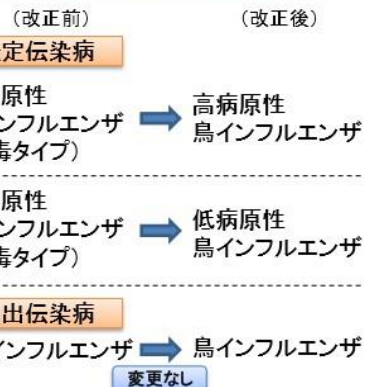 （改正前）
（改正後）
定伝染病
原性
ンフルエンザ
毒タイプ）
高病原性
鳥インフルエンザ
原性
ンフルエンザ
毒タイプ）
低病原性
鳥インフルエンザ
出伝染病
インフルエンザ
鳥インフルエンザ
変更なし